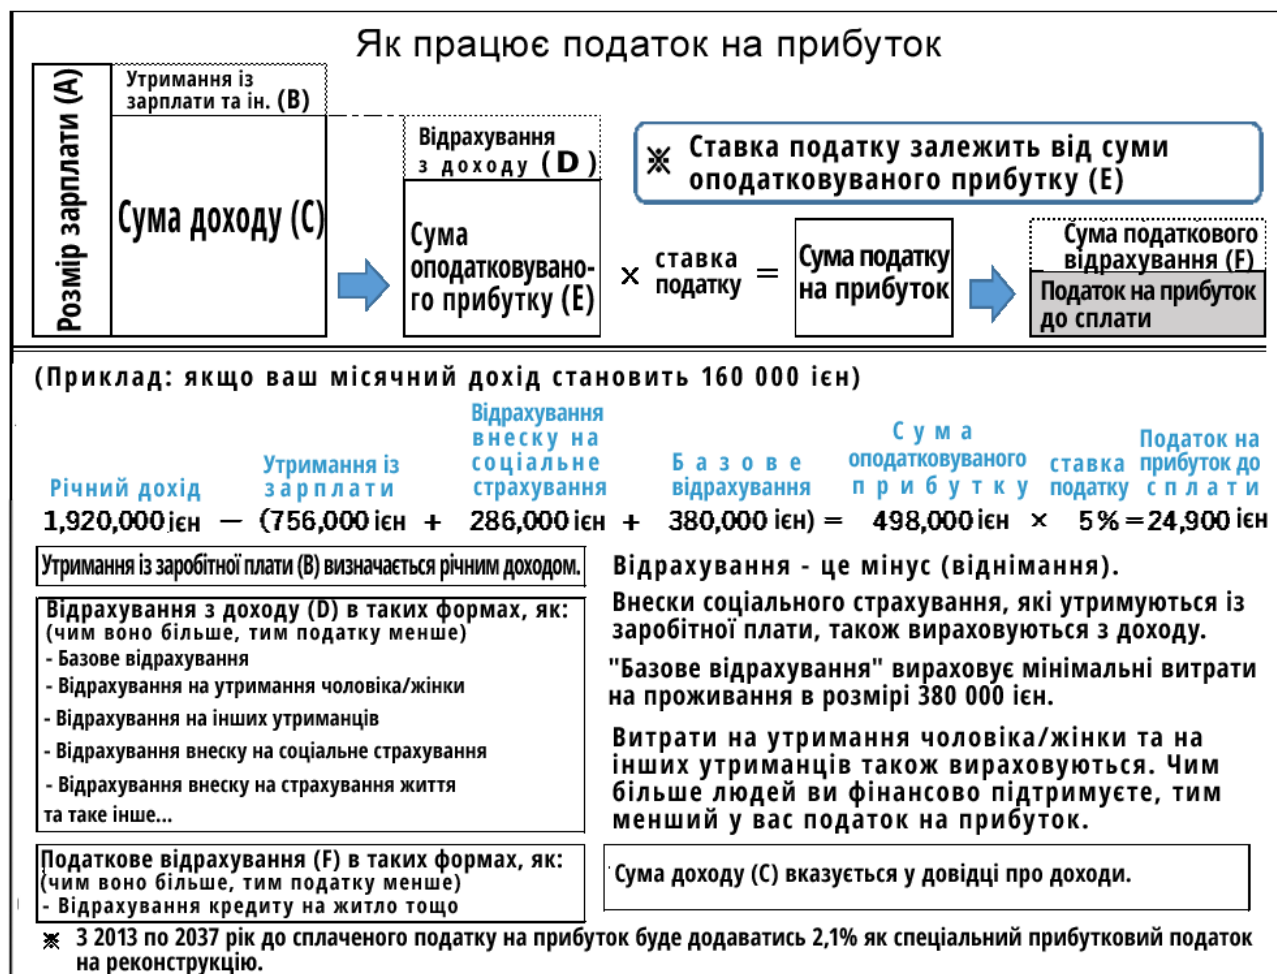 Як працює податок на прибуток
Розмір зарплати (A)
Утримання із
зарплати та ін. (B)
Сума доходу (C)
Відрахування
з доходу (D)
Сума
оподатковувано-
го прибутку (E)
※ Ставка податку залежить від суми
оподатковуваного прибутку (E)
× ставка
податку =
Сума податку
на прибуток
Сума податкового
відрахування (F)
Податок на прибуток
до сплати
(Приклад: якщо ваш місячний дохід становить 160 000 ієн)
Річний дохід
Утримання із
зарплати
Відрахування
внеску на
соціальне
страхування
Базове
відрахування
Сума
оподатковуваного
прибутку
ставка
податку
Податок на
прибуток до
сплати
1,920,000 ієн − (756,000 ієн + 286,000 ієн + 380,000 ієн) = 498,000 ієн × 5% = 24,900 ієн
Утримання із заробітної плати (B) визначається річним доходом.
Відрахування з доходу (D) в таких формах, як:
(чим воно більше, тим податку менше)
- Базове відрахування
- Відрахування на утримання чоловіка/жінки
- Відрахування на інших утриманців
- Відрахування внеску на соціальне страхування
- Відрахування внеску на страхування життя
та таке інше...
Податкове відрахування (F) в таких формах, як:
(чим воно більше, тим податку менше)
- Відрахування кредиту на житло тощо
Відрахування - це мінус (віднімання).
Внески соціального страхування, які утримуються із
заробітної плати, також вираховуються з доходу.
"Базове відрахування" вираховує мінімальні витрати
на проживання в розмірі 380 000 ієн.
Витрати на утримання чоловіка/жінки та на
інших утриманців також вираховуються. Чим
більше людей ви фінансово підтримуєте, тим
менший у вас податок на прибуток.
Сума доходу (C) вказується у довідці про доходи.
※ З 2013 по 2037 рік до сплаченого податку на прибуток буде додаватись 2,1% як спеціальний прибутковий податок
на реконструкцію.